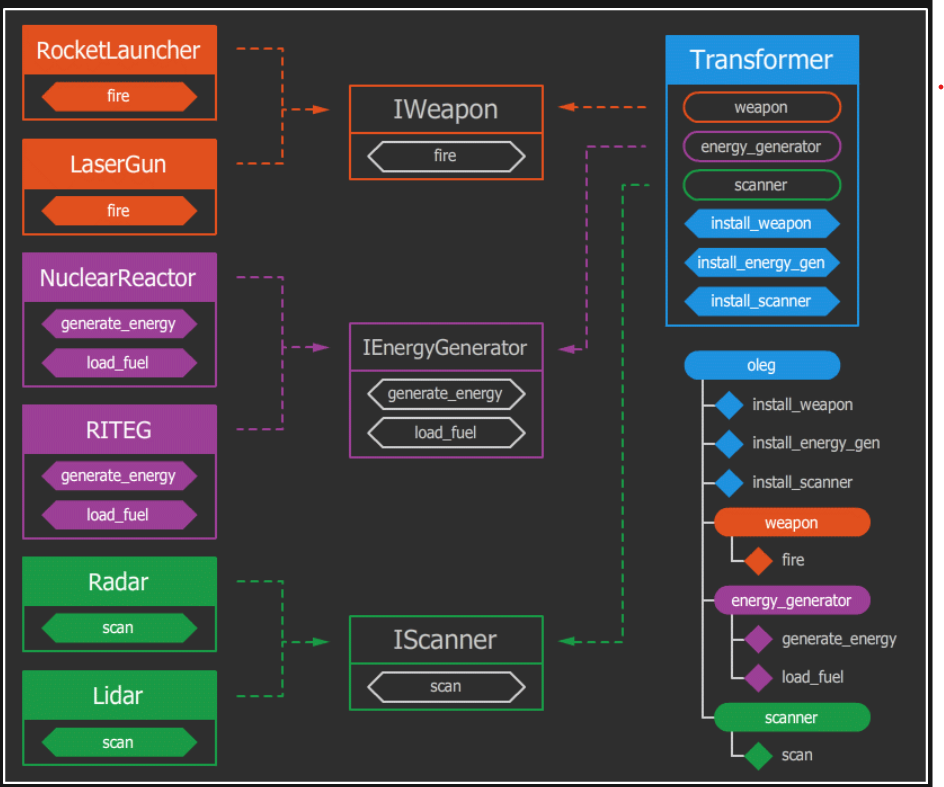 RocketLauncher
fire
LaserGun
fire
NuclearReactor
generate_energy
load_fuel
RITEG
generate_energy
load_fuel
Radar
scan
Lidar
scan
IWeapon
fire
IEnergyGenerator
generate_energy
load_fuel
IScanner
scan
Transformer
weapon
energy_generator
scanner
install_weapon
install_energy_gen
install_scanner
oleg
install_weapon
install_energy_gen
install_scanner
weapon
fire
energy_generator
generate_energy
load_fuel
scanner
scan